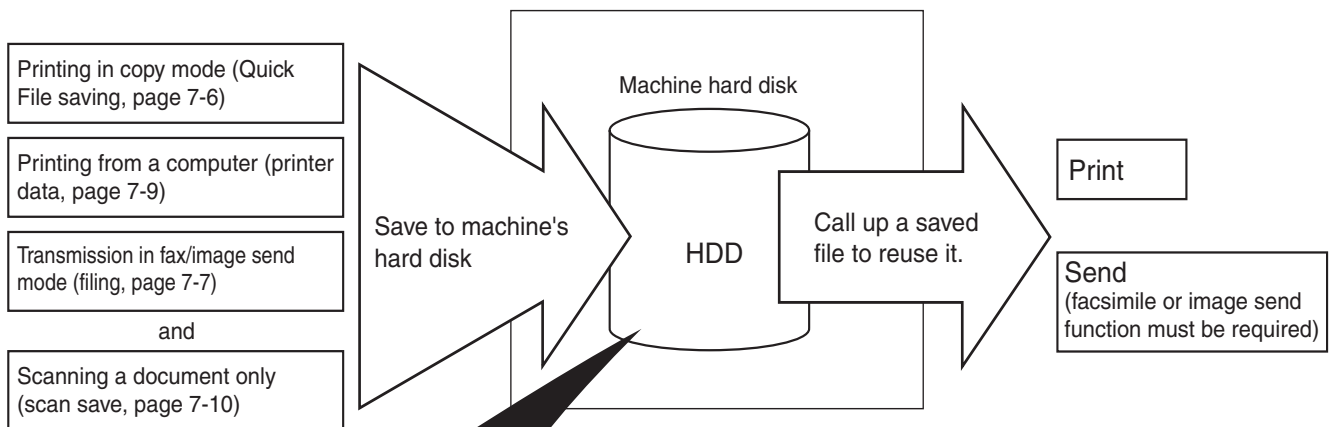 Printing in copy mode (Quick
File saving, page 7-6)
Printing from a computer (printer
data, page 7-9)
Transmission in fax/image send
mode (filing, page 7-7)
and
Scanning a document only
(scan save, page 7-10)
Save to machine's
hard disk
Machine hard disk
HDD
Call up a saved
file to reuse it.
Print
Send
(facsimile or image send
function must be required)